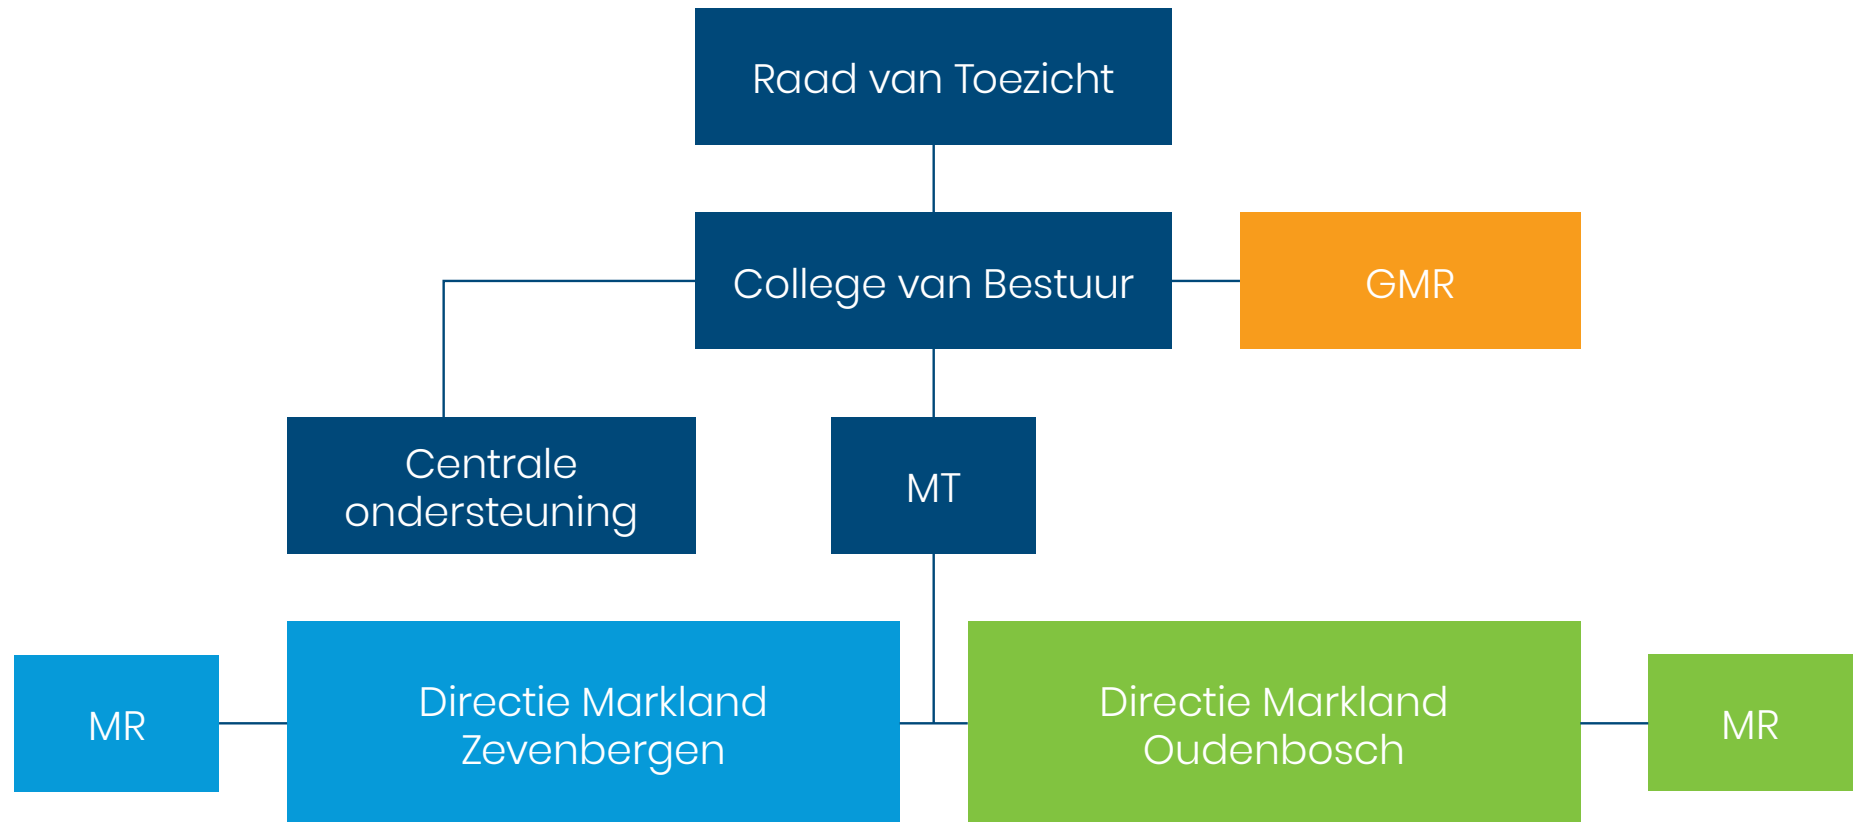 Raad van Toezicht
College van Bestuur
GMR
Centrale
ondersteuning
MT
MR
Directie Markland
Zevenbergen
Directie Markland
Oudenbosch
MR